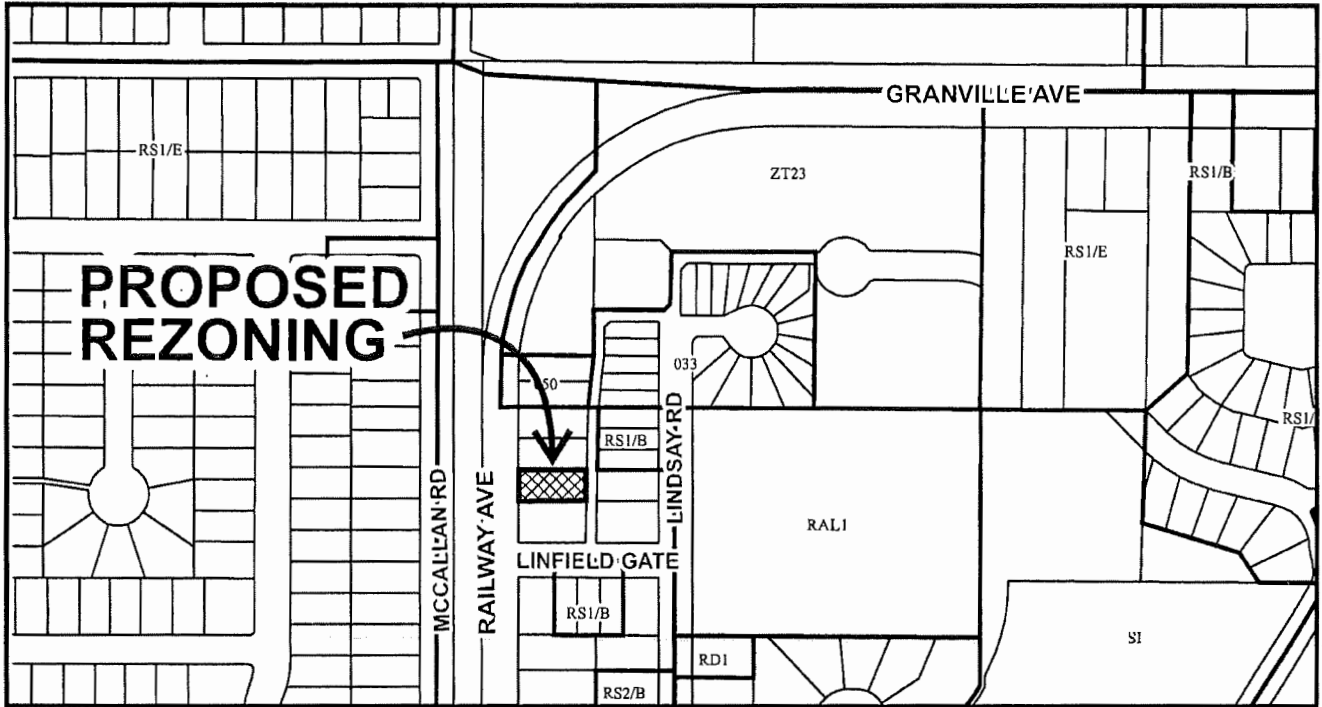 GRANVILLE AVE
RS1/E
ZT23
RS1/B
RS1/E
PROPOSED
REZONING
033
RS1/B
RS1/
MCCALLAN RD
RAILWAY AVE
LINDSAY RD
RAL1
LINFIELD GATE
RS1/B
SI
RD1
RS2/B